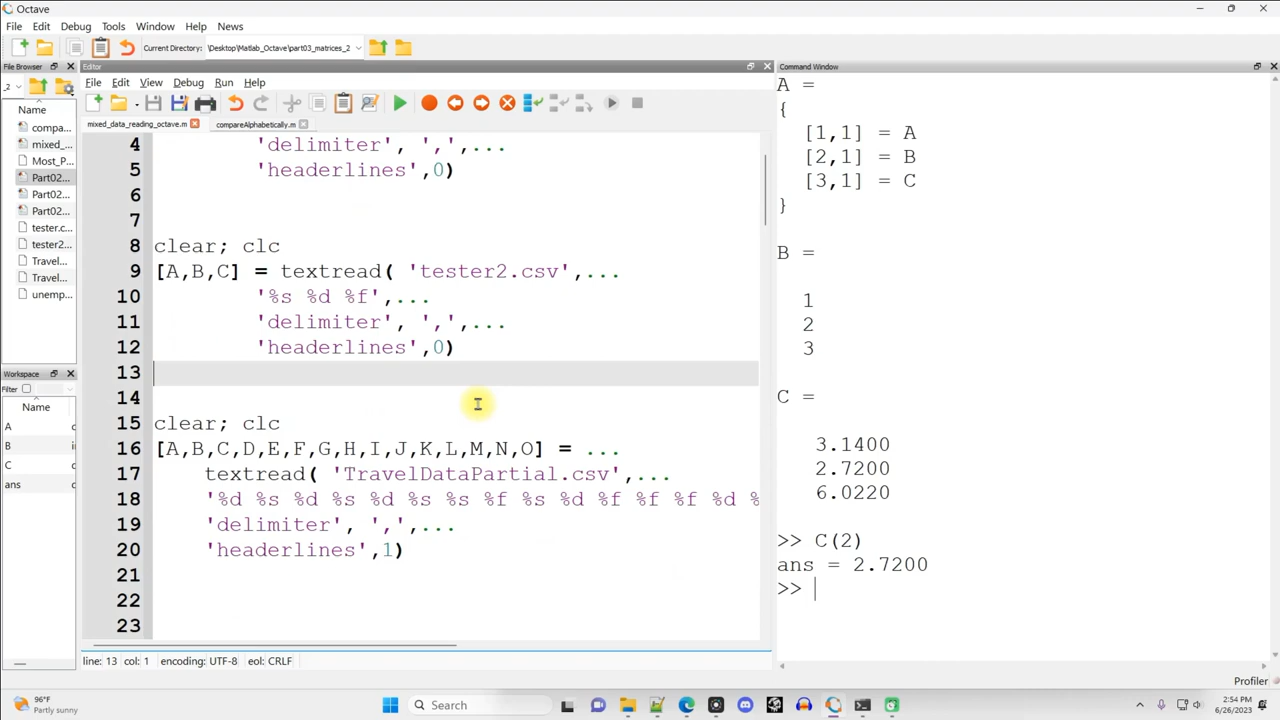 Octave
File Edit Debug Tools Window Help News
Current Directory: \Desktop\Matlab_Octave\part03_matrices_2
File Browser
Editor
Command Window
_2
File Edit View Debug Run Help
Name
compa...
mixed_...
Most_P...
Part02...
Part02...
Part02...
tester.c...
tester2...
Travel...
Travel...
unemp...
mixed_data_reading_octave.m compareAlphabetically.m
4 'delimiter', ',',...
5 'headerlines',0)
6
7
8 clear; clc
9 [A,B,C] = textread( 'tester2.csv',...
10 '%s %d %f',...
11 'delimiter', ',',...
12 'headerlines',0)
13
14
15 clear; clc
16 [A,B,C,D,E,F,G,H,I,J,K,L,M,N,O] = ...
17 textread( 'TravelDataPartial.csv',...
18 '%d %s %d %s %d %s %s %f %s %d %f %f %f %d %
19 'delimiter', ',',...
20 'headerlines',1)
21
22
23
line: 13 col: 1 encoding: UTF-8 eol: CRLF
Workspace
Filter
Name
A
B
C
ans
c
i
c
c
A =
{
[1,1] = A
[2,1] = B
[3,1] = C
}
B =
1
2
3
C =
3.1400
2.7200
6.0220
>> C(2)
ans = 2.7200
>>
Profiler
96°F
Partly sunny
Search
2:54 PM
6/26/2023